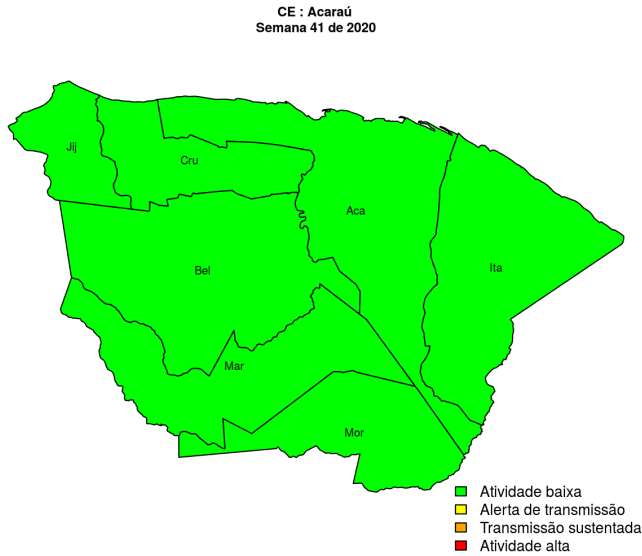 CE : Acaraú
Semana 41 de 2020
Jij
Cru
Aca
Bel
Ita
Mar
Mor
Atividade baixa
Alerta de transmissão
Transmissão sustentada
Atividade alta